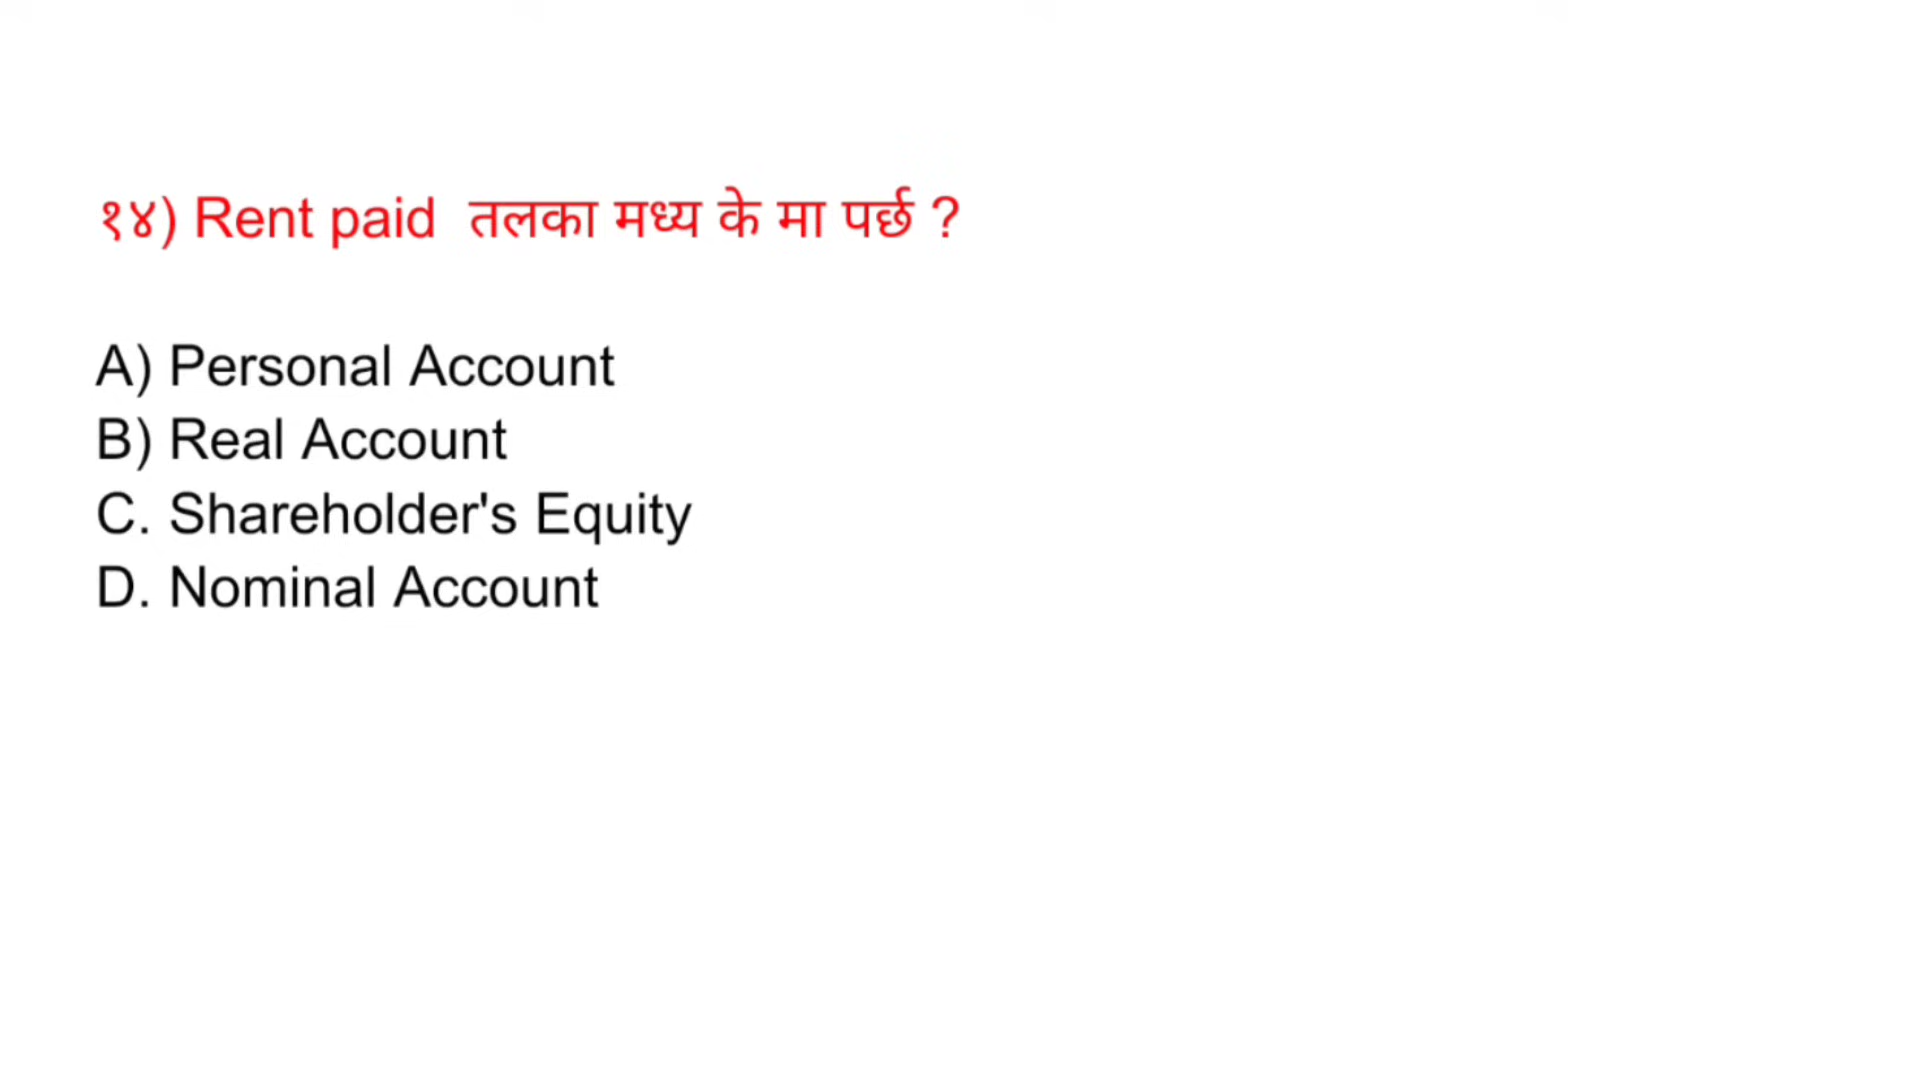 १४) Rent paid तलका मध्य के मा पर्छ ?
A) Personal Account
B) Real Account
C. Shareholder's Equity
D. Nominal Account